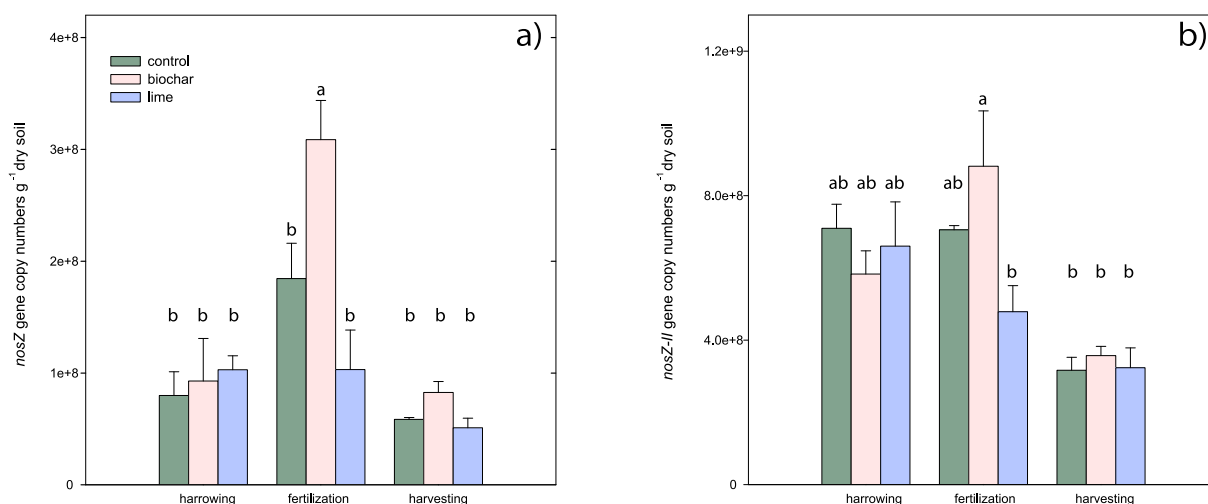 a)
4e+8
control
biochar
lime
3e+8
2e+8
1e+8
0
nosZ gene copy numbers g⁻¹ dry soil
b b b
b a b
b b b
harrowing fertilization harvesting
b)
1.2e+9
8.0e+8
4.0e+8
0
nosZ-II gene copy numbers g⁻¹ dry soil
ab ab ab
ab a b
b b b
harrowing fertilization harvesting